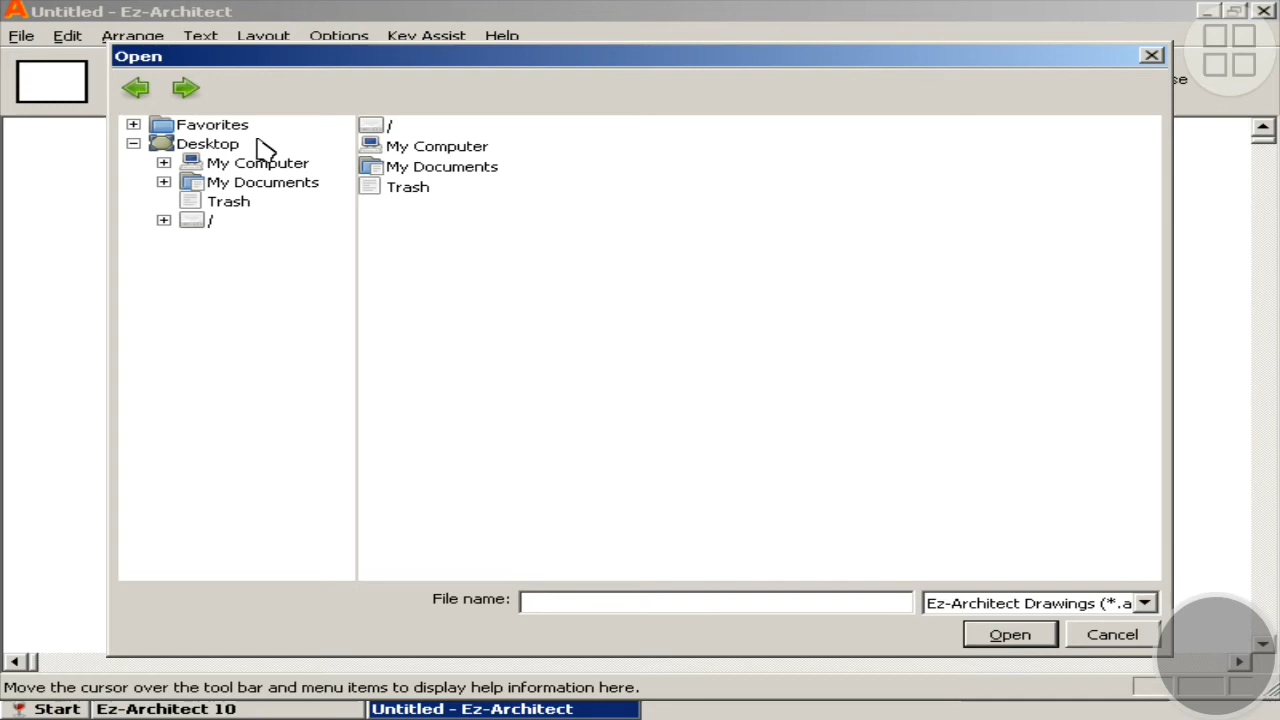 Untitled - Ez-Architect
File Edit Arrange Text Layout Options Key Assist Help
Open
se
Favorites
Desktop
My Computer
My Documents
Trash
/
/
My Computer
My Documents
Trash
File name:
Ez-Architect Drawings (*.a
Open Cancel
Move the cursor over the tool bar and menu items to display help information here.
Start Ez-Architect 10 Untitled - Ez-Architect